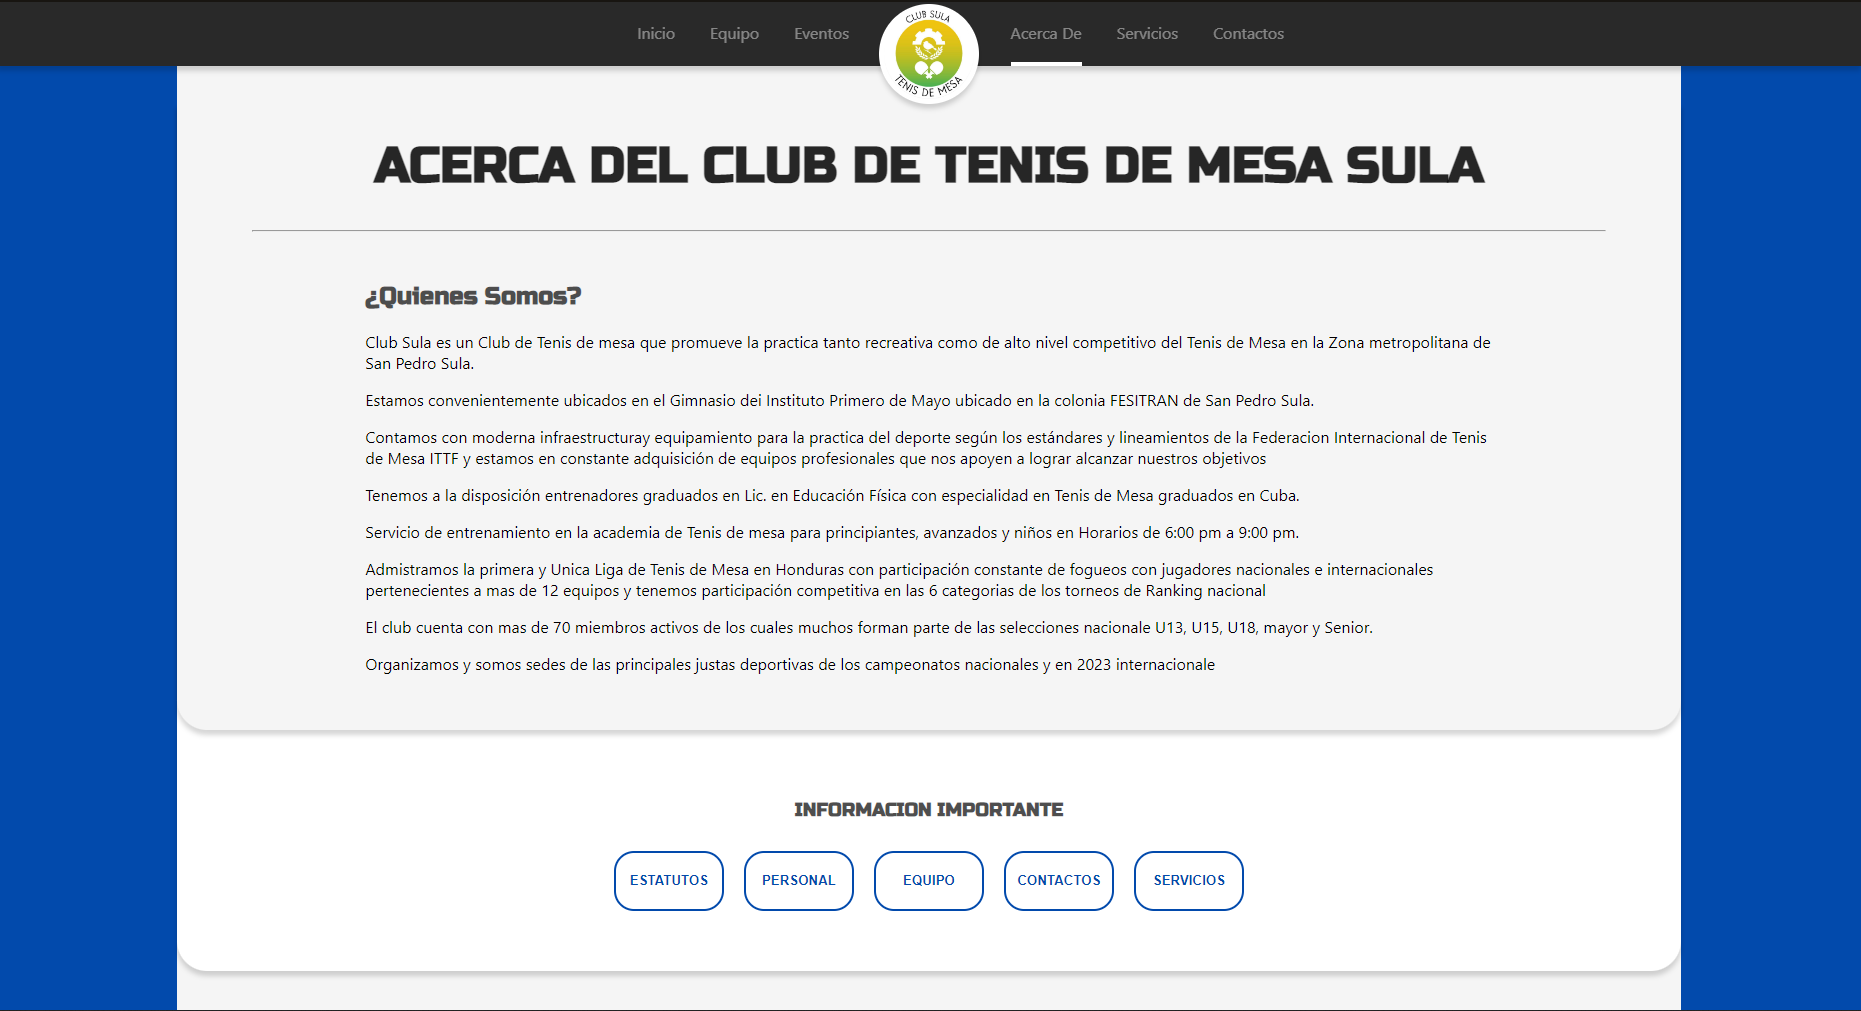 Inicio Equipo Eventos CLUB SULA TENIS DE MESA Acerca De Servicios Contactos
ACERCA DEL CLUB DE TENIS DE MESA SULA
¿Quienes Somos?
Club Sula es un Club de Tenis de mesa que promueve la practica tanto recreativa como de alto nivel competitivo del Tenis de Mesa en la Zona metropolitana de
San Pedro Sula.
Estamos convenientemente ubicados en el Gimnasio dei Instituto Primero de Mayo ubicado en la colonia FESITRAN de San Pedro Sula.
Contamos con moderna infraestructuray equipamiento para la practica del deporte según los estándares y lineamientos de la Federacion Internacional de Tenis
de Mesa ITTF y estamos en constante adquisición de equipos profesionales que nos apoyen a lograr alcanzar nuestros objetivos
Tenemos a la disposición entrenadores graduados en Lic. en Educación Física con especialidad en Tenis de Mesa graduados en Cuba.
Servicio de entrenamiento en la academia de Tenis de mesa para principiantes, avanzados y niños en Horarios de 6:00 pm a 9:00 pm.
Admistramos la primera y Unica Liga de Tenis de Mesa en Honduras con participación constante de fogueos con jugadores nacionales e internacionales
pertenecientes a mas de 12 equipos y tenemos participación competitiva en las 6 categorias de los torneos de Ranking nacional
El club cuenta con mas de 70 miembros activos de los cuales muchos forman parte de las selecciones nacionale U13, U15, U18, mayor y Senior.
Organizamos y somos sedes de las principales justas deportivas de los campeonatos nacionales y en 2023 internacionale
INFORMACION IMPORTANTE
ESTATUTOS PERSONAL EQUIPO CONTACTOS SERVICIOS